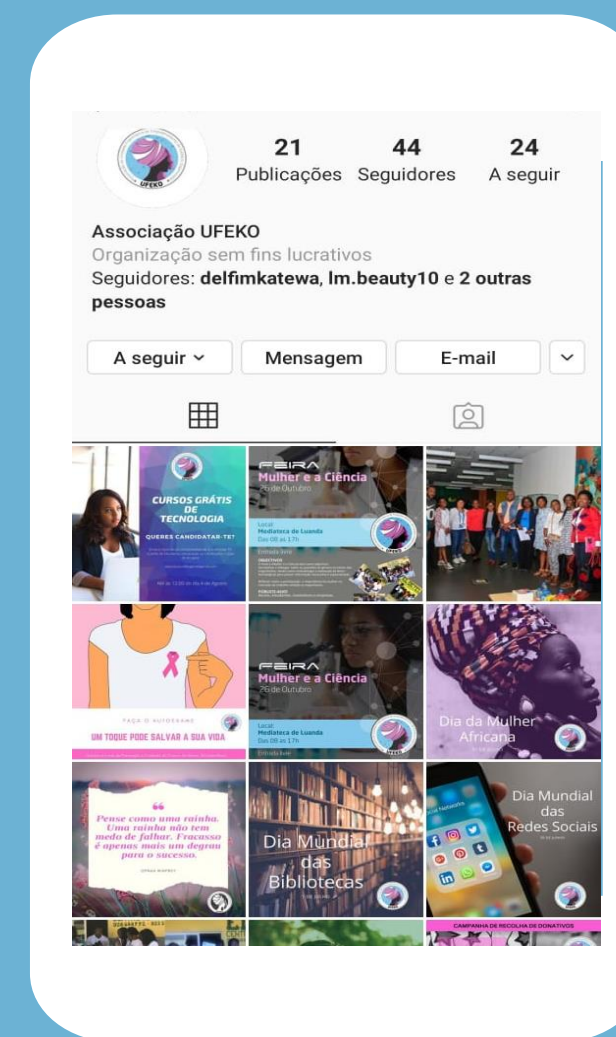 UFEKO
21 44 24
Publicações Seguidores A seguir
Associação UFEKO
Organização sem fins lucrativos
Seguidores: delfimkatewa, lm.beauty10 e 2 outras
pessoas
A seguir Mensagem E-mail
CURSOS GRÁTIS
DE
TECNOLOGIA
QUERES CANDIDATAR-TE?
FEIRA
Mulher e a Ciência
26 de Outubro
Local:
Mediateca de Luanda
Das 08 às 17h
Entrada livre
FAÇA O AUTOEXAME
UM TOQUE PODE SALVAR A SUA VIDA
FEIRA
Mulher e a Ciência
26 de Outubro
Local:
Mediateca de Luanda
Das 08 às 17h
Entrada livre
Dia da Mulher
Africana
Pense como uma rainha.
Uma rainha não tem
medo de falhar. Fracasso
é apenas mais um degrau
para o sucesso.
OPRAH WINFREY
Dia Mundial
das
Bibliotecas
Dia Mundial
das
Redes Sociais
CAMPANHA DE RECOLHA DE DONATIVOS